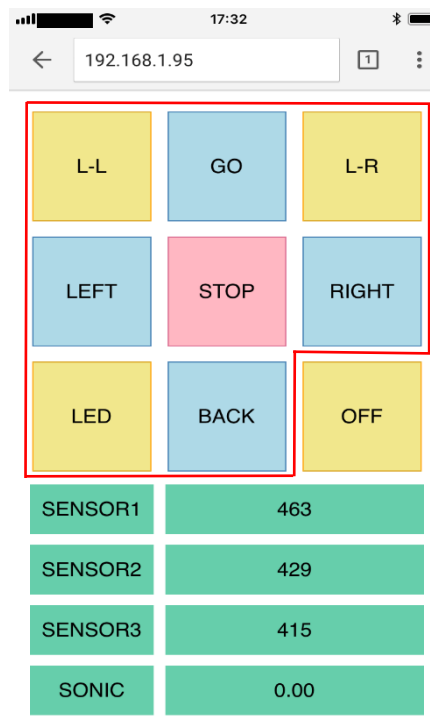 17:32
192.168.1.95 1
L-L GO L-R
LEFT STOP RIGHT
LED BACK OFF
SENSOR1 463
SENSOR2 429
SENSOR3 415
SONIC 0.00